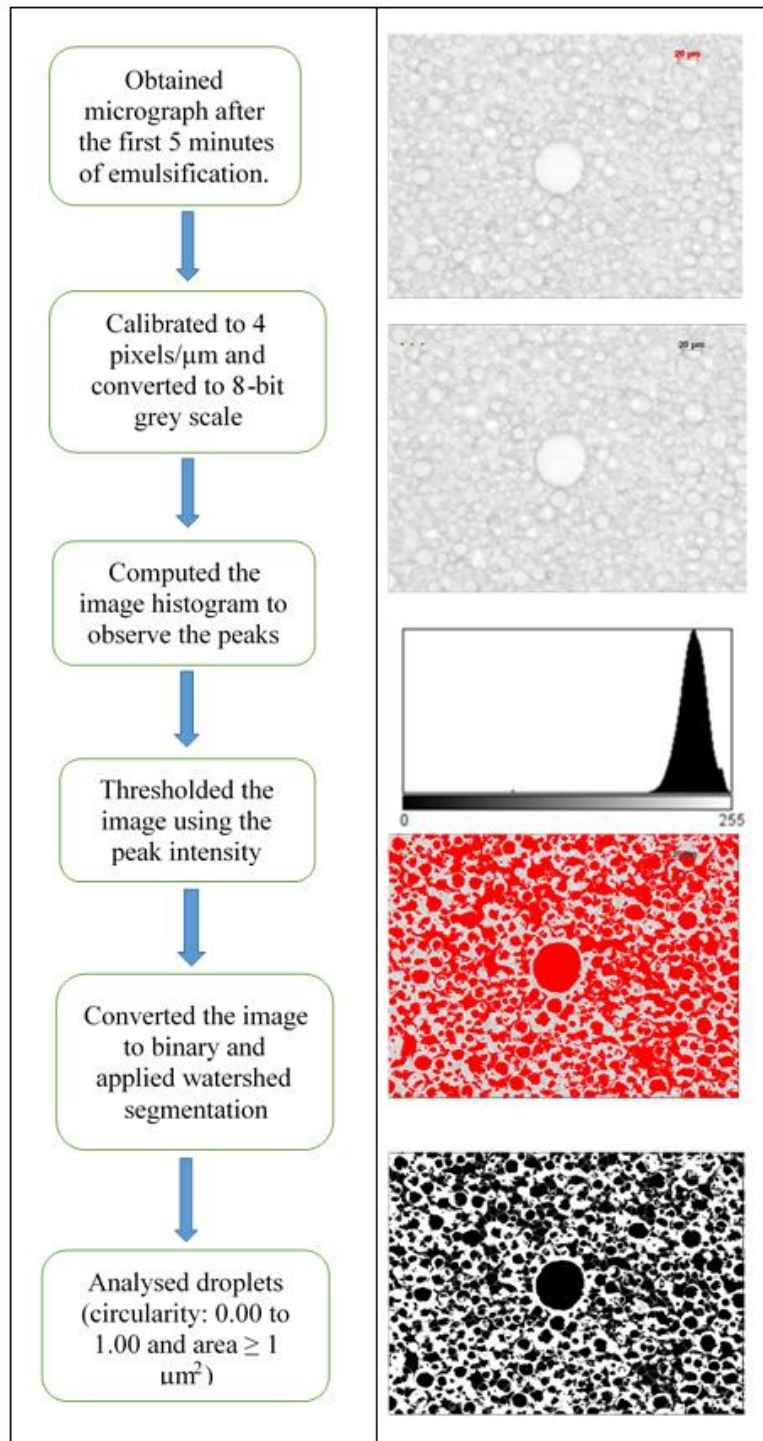 Obtained
micrograph after
the first 5 minutes
of emulsification.
20 µm
Calibrated to 4
pixels/µm and
converted to 8-bit
grey scale
20 µm
Computed the
image histogram to
observe the peaks
0
255
Thresholded the
image using the
peak intensity
Converted the image
to binary and
applied watershed
segmentation
Analysed droplets
(circularity: 0.00 to
1.00 and area ≥ 1
µm²)